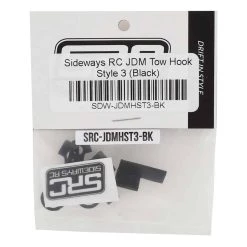 DRIFT IN STYLE
Sideways RC JDM Tow Hook
Style 3 (Black)
SDW-JDMHST3-BK
SRC-JDMHST3-BK
SRC
SIDEWAYS RC